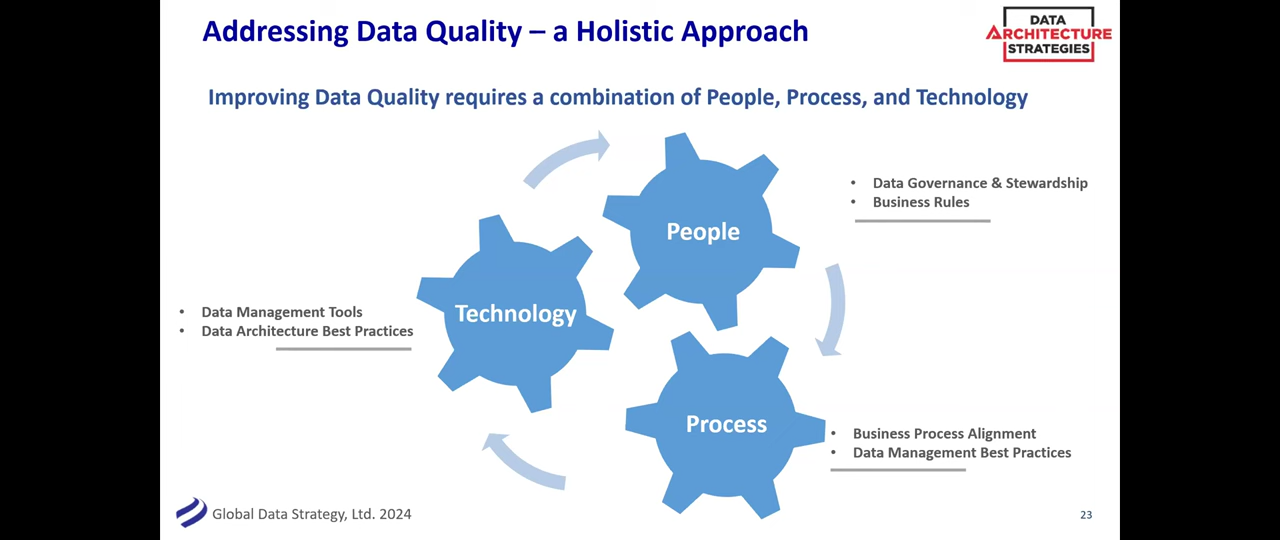 Addressing Data Quality – a Holistic Approach
DATA
ARCHITECTURE
STRATEGIES
Improving Data Quality requires a combination of People, Process, and Technology
People
• Data Governance & Stewardship
• Business Rules
Technology
• Data Management Tools
• Data Architecture Best Practices
Process
• Business Process Alignment
• Data Management Best Practices
Global Data Strategy, Ltd. 2024
23